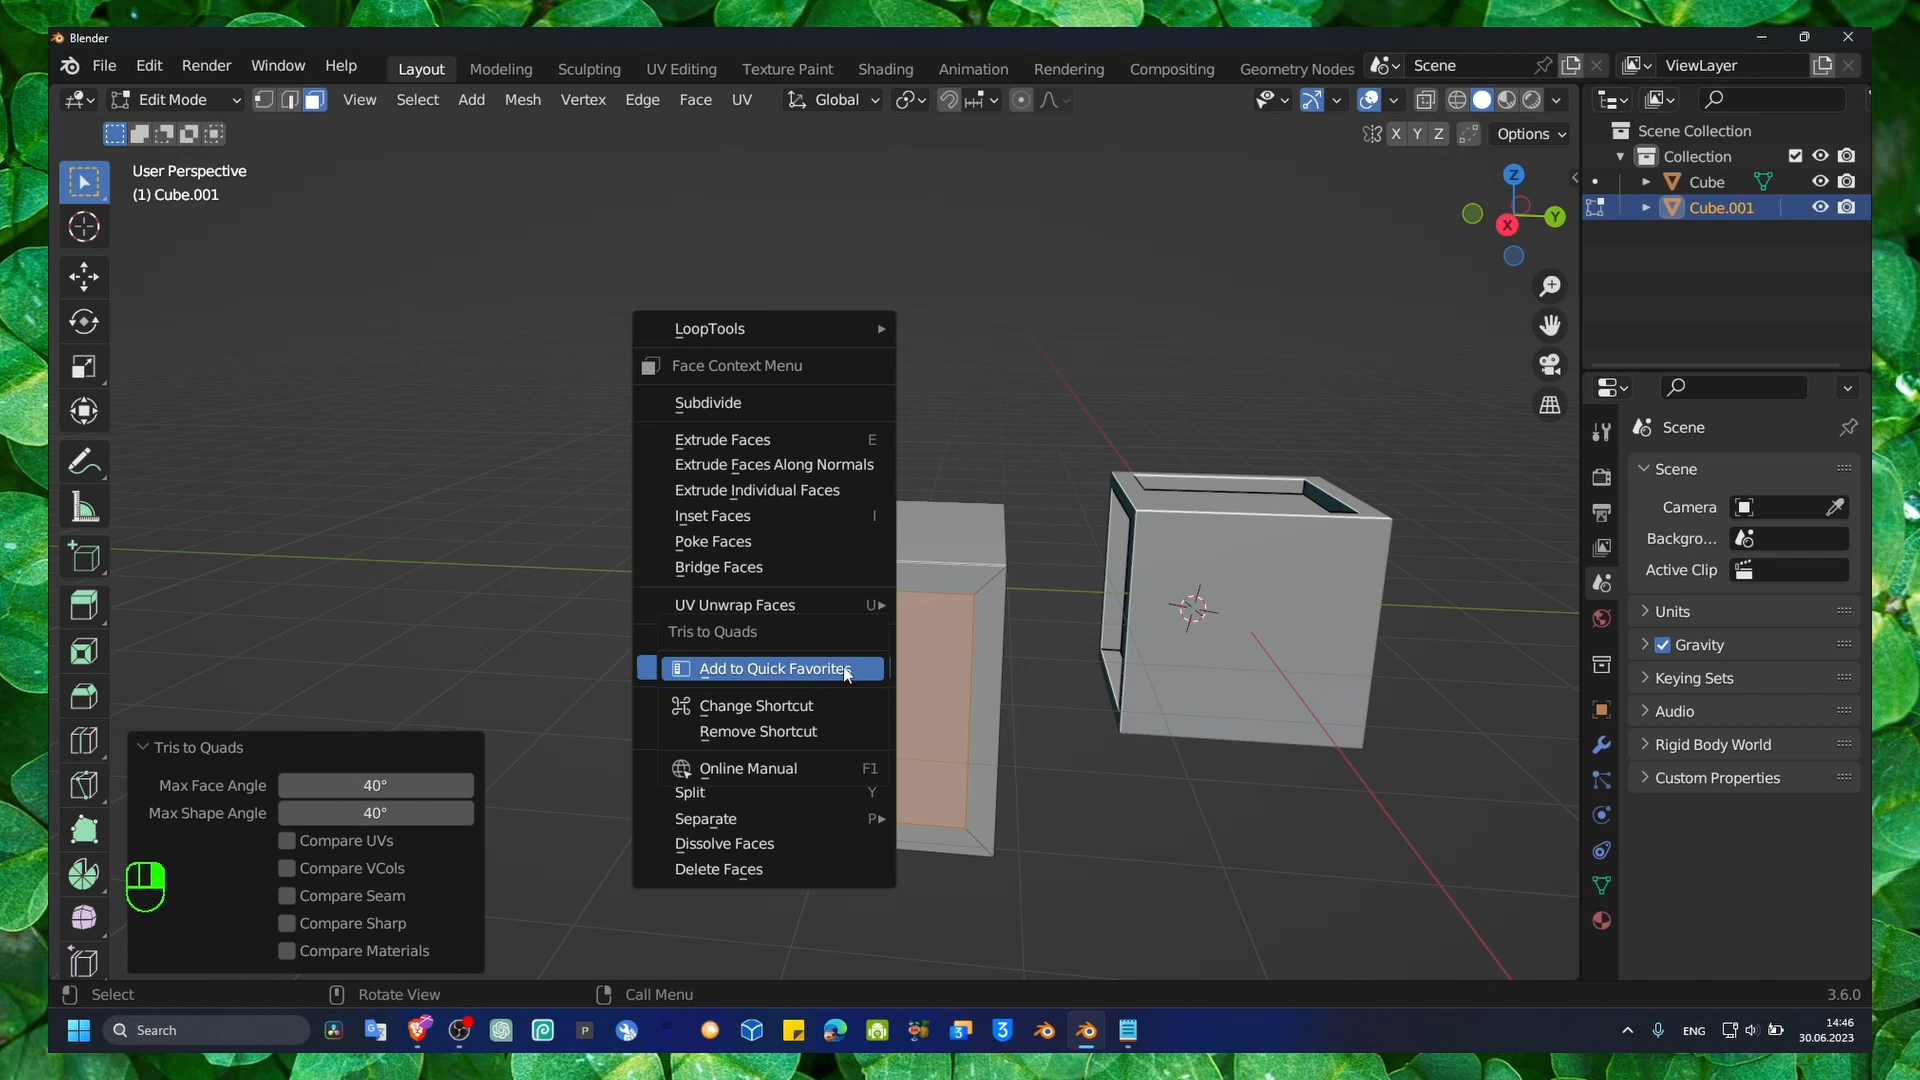 Blender
File Edit Render Window Help Layout Modeling Sculpting UV Editing Texture Paint Shading Animation Rendering Compositing Geometry Nodes Scene ViewLayer
Edit Mode View Select Add Mesh Vertex Edge Face UV Global
X Y Z Options
User Perspective
(1) Cube.001
Z
Y
X
Scene Collection
Collection
Cube
Cube.001
LoopTools
Face Context Menu
Subdivide
Extrude Faces E
Extrude Faces Along Normals
Extrude Individual Faces
Inset Faces I
Poke Faces
Bridge Faces
UV Unwrap Faces U
Tris to Quads
Add to Quick Favorites
Change Shortcut
Remove Shortcut
Online Manual F1
Split Y
Separate P
Dissolve Faces
Delete Faces
Tris to Quads
Max Face Angle 40°
Max Shape Angle 40°
Compare UVs
Compare VCols
Compare Seam
Compare Sharp
Compare Materials
Scene
Scene
Camera
Backgro...
Active Clip
Units
Gravity
Keying Sets
Audio
Rigid Body World
Custom Properties
Select Rotate View Call Menu 3.6.0
Search
ENG
14:46
30.06.2023